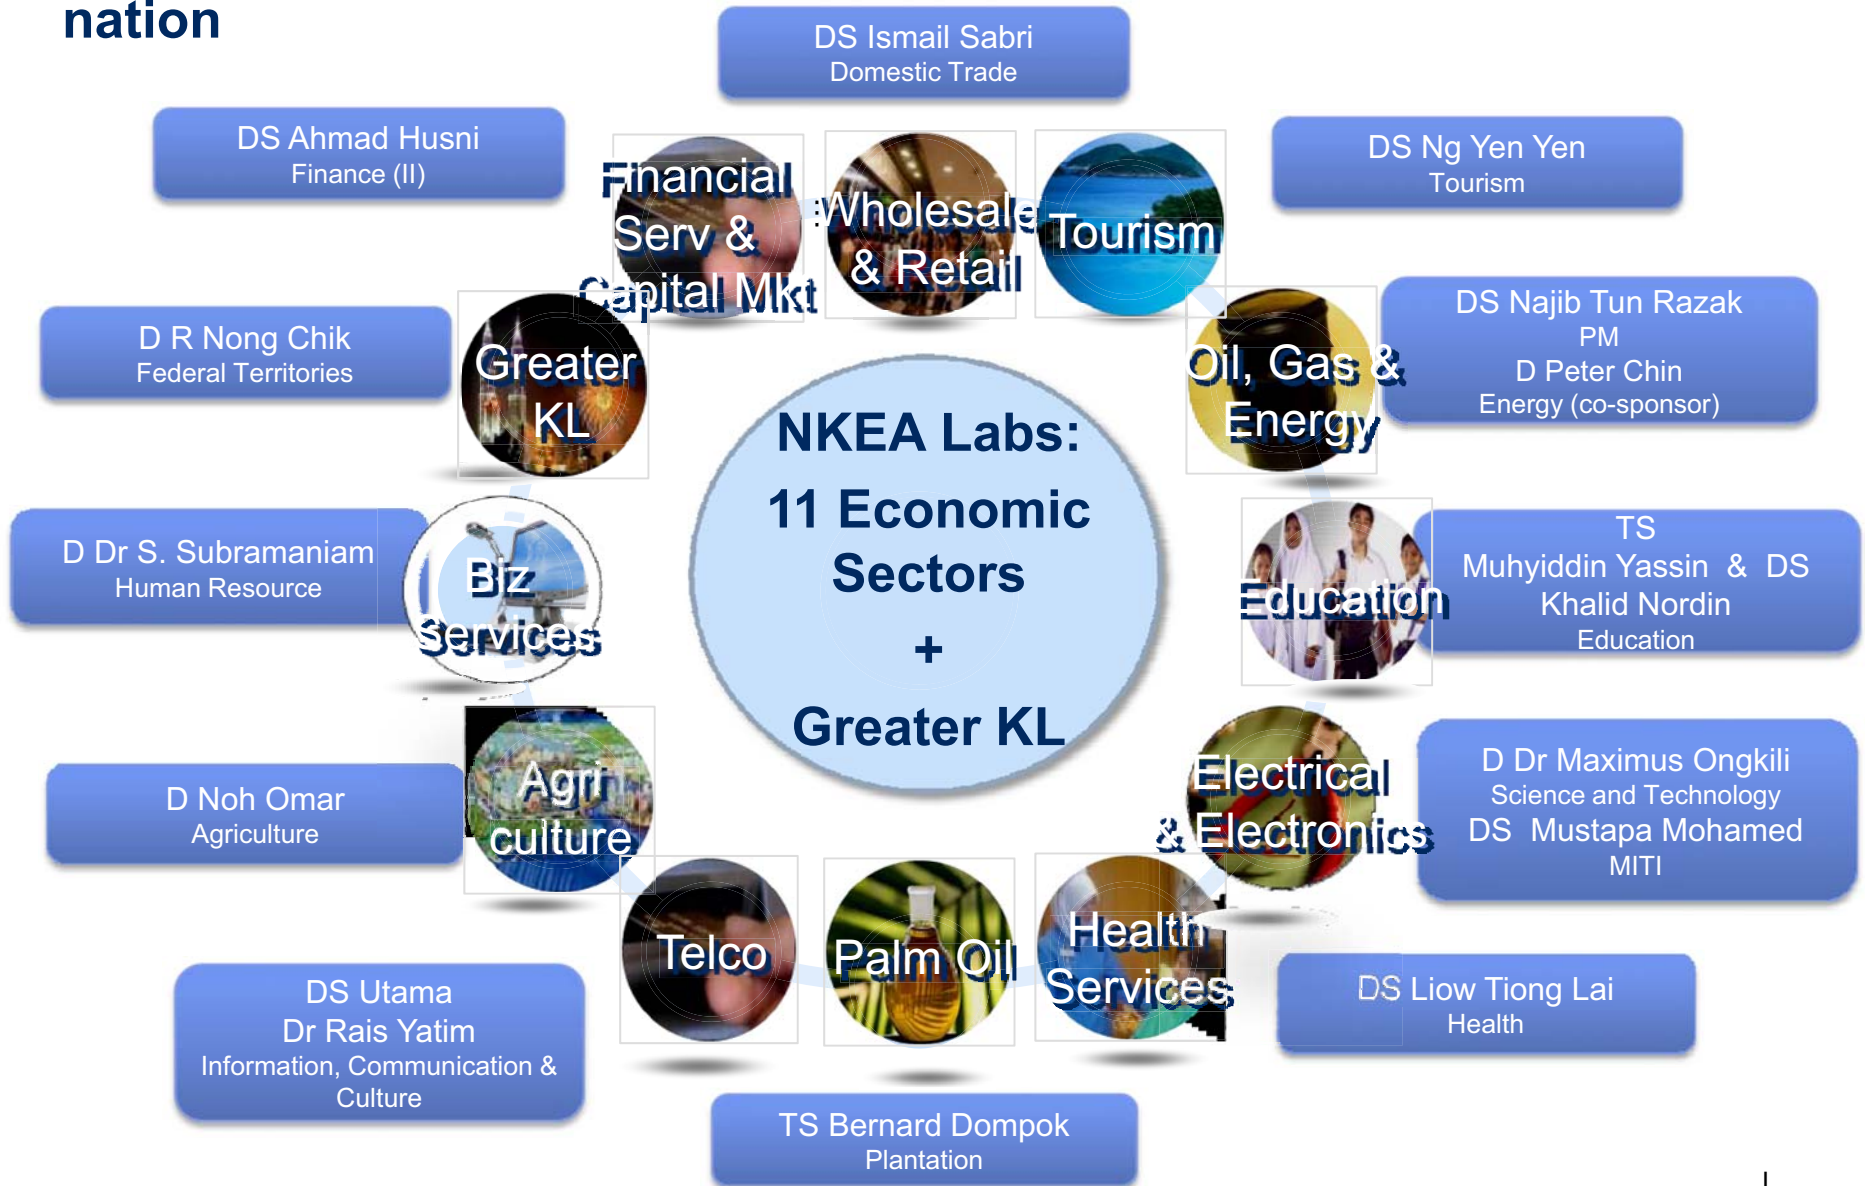 nation
DS Ismail Sabri
Domestic Trade
DS Ahmad Husni
Finance (II)
Financial
Serv &
Capital Mkt
Wholesale
& Retail
Tourism
DS Ng Yen Yen
Tourism
D R Nong Chik
Federal Territories
Greater
KL
Oil, Gas &
Energy
DS Najib Tun Razak
PM
D Peter Chin
Energy (co-sponsor)
NKEA Labs:
11 Economic
Sectors
+
Greater KL
D Dr S. Subramaniam
Human Resource
Biz
Services
Education
TS
Muhyiddin Yassin & DS
Khalid Nordin
Education
D Noh Omar
Agriculture
Agri
culture
Electrical
& Electronics
D Dr Maximus Ongkili
Science and Technology
DS Mustapa Mohamed
MITI
DS Utama
Dr Rais Yatim
Information, Communication &
Culture
Telco
Palm Oil
Health
Services
DS Liow Tiong Lai
Health
TS Bernard Dompok
Plantation